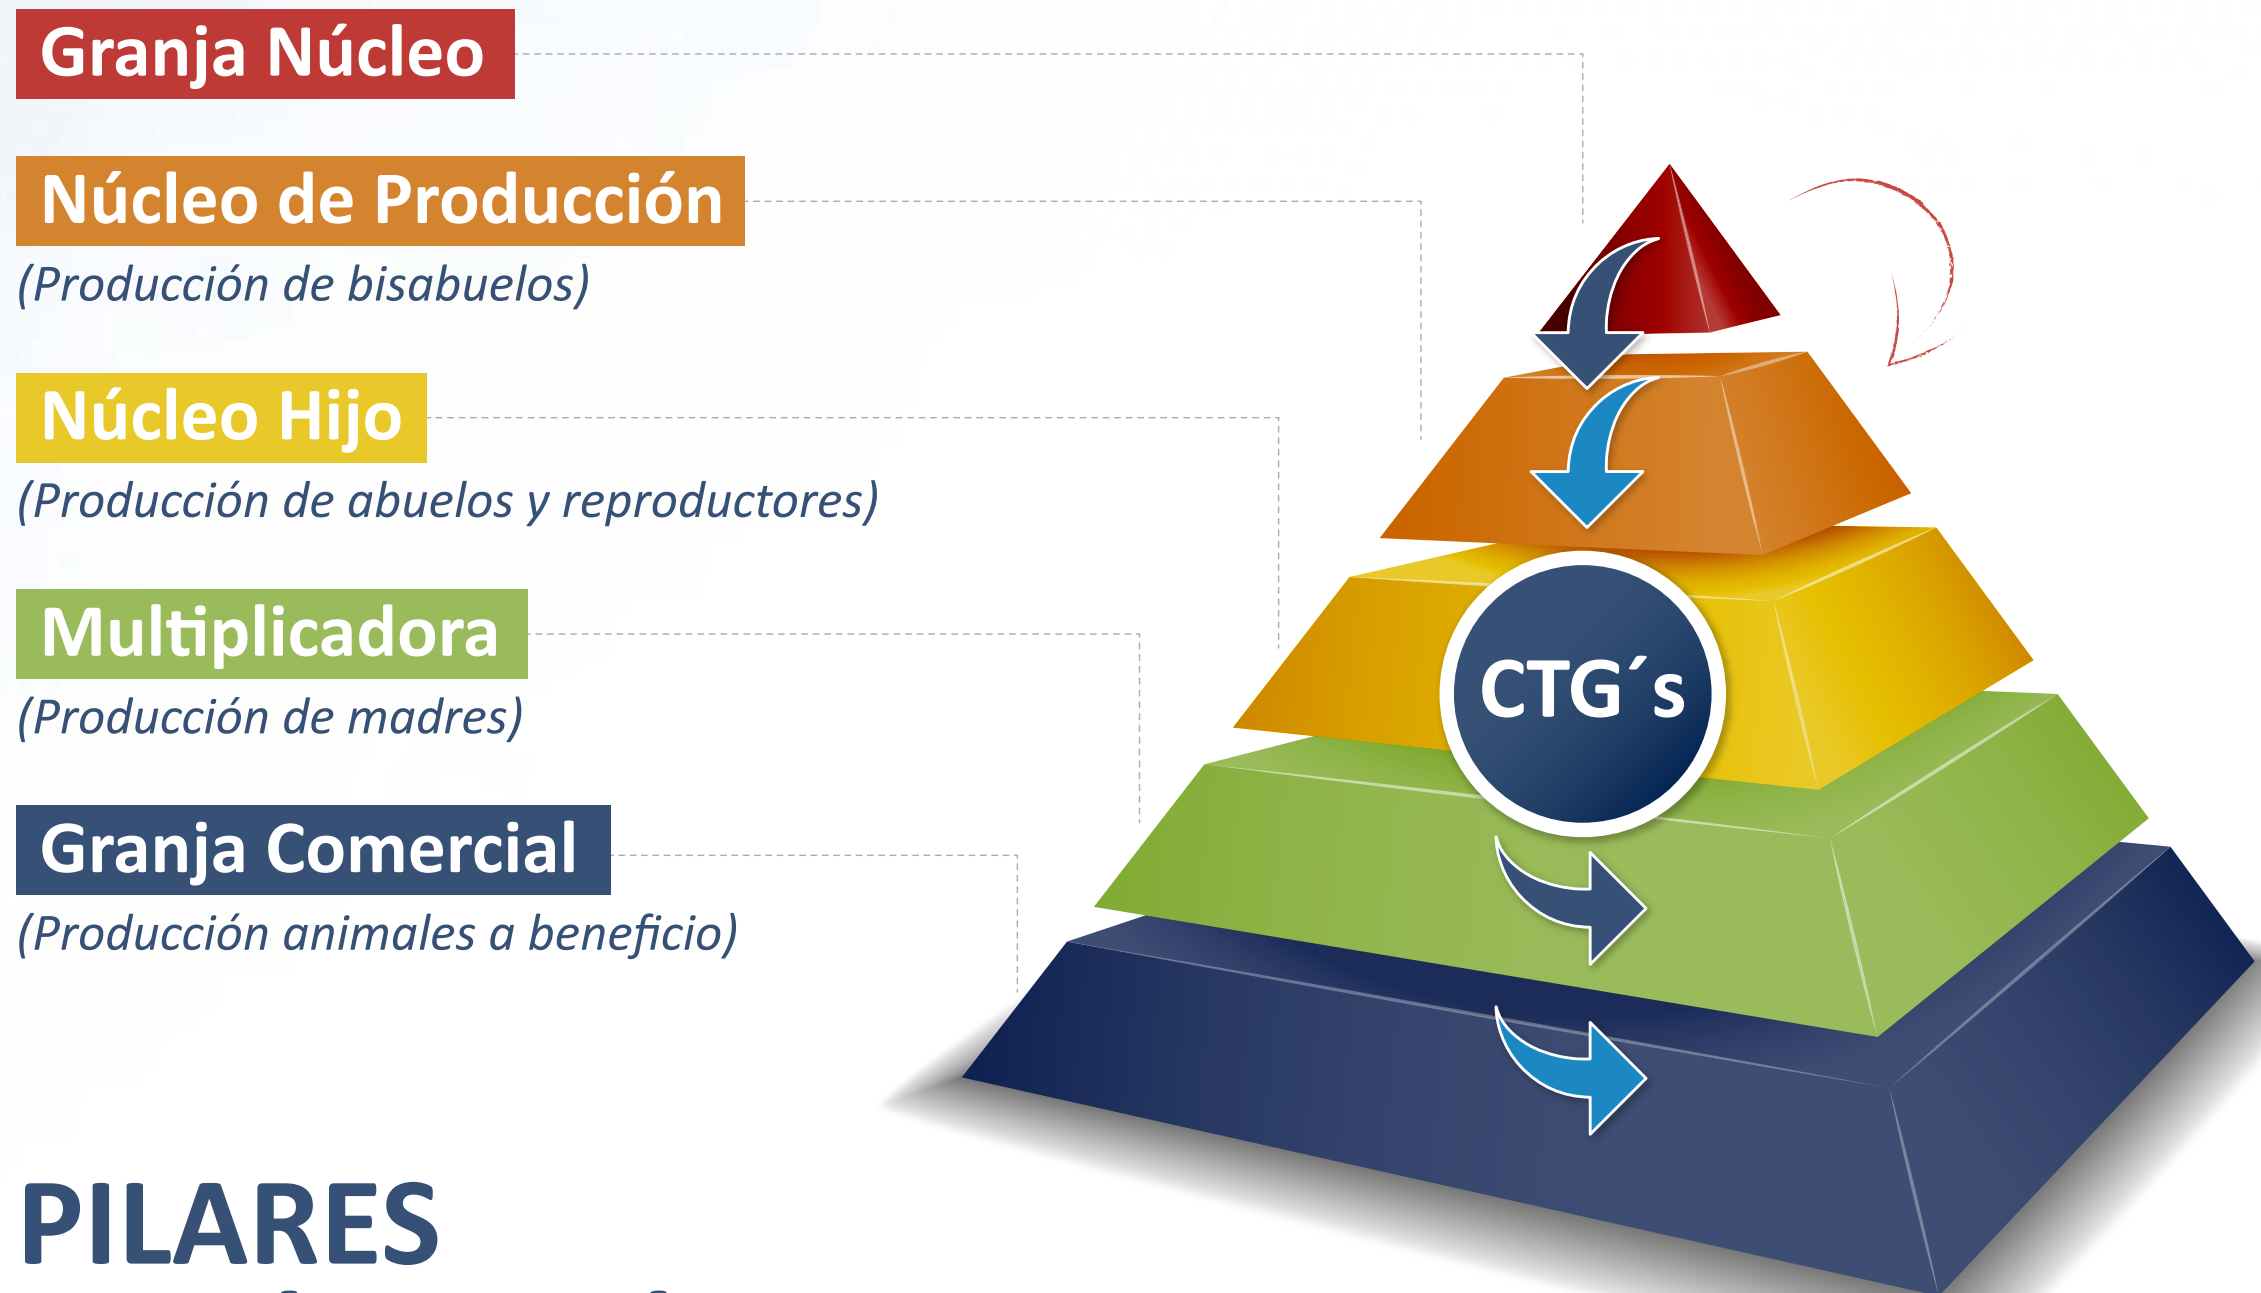 Granja Núcleo
Núcleo de Producción
(Producción de bisabuelos)
Núcleo Hijo
(Producción de abuelos y reproductores)
Multiplicadora
(Producción de madres)
Granja Comercial
(Producción animales a beneficio)
CTG´s
PILARES